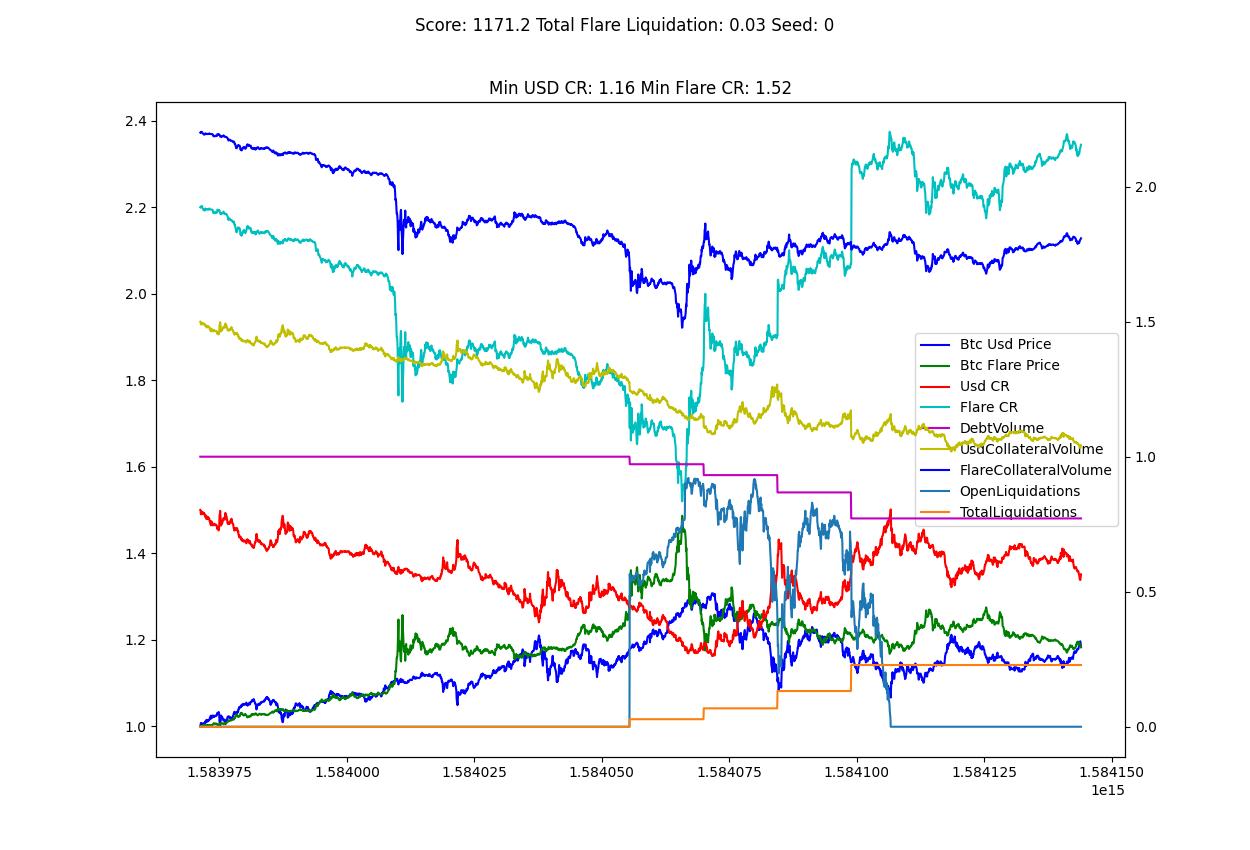 Score: 1171.2 Total Flare Liquidation: 0.03 Seed: 0
Min USD CR: 1.16 Min Flare CR: 1.52
2.4
2.2
2.0
1.8
1.6
1.4
1.2
1.0
2.0
1.5
1.0
0.5
0.0
Btc Usd Price
Btc Flare Price
Usd CR
Flare CR
DebtVolume
UsdCollateralVolume
FlareCollateralVolume
OpenLiquidations
TotalLiquidations
1.583975 1.584000 1.584025 1.584050 1.584075 1.584100 1.584125 1.584150
1e15